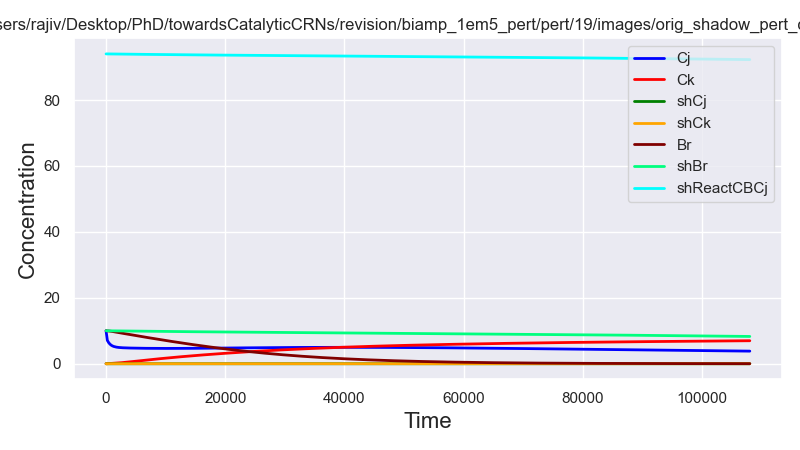 sers/rajiv/Desktop/PhD/towardsCatalyticCRNs/revision/biamp_1em5_pert/pert/19/images/orig_shadow_pert_
Concentration
80
60
40
20
0
Cj
Ck
shCj
shCk
Br
shBr
shReactCBCj
0 20000 40000 60000 80000 100000
Time